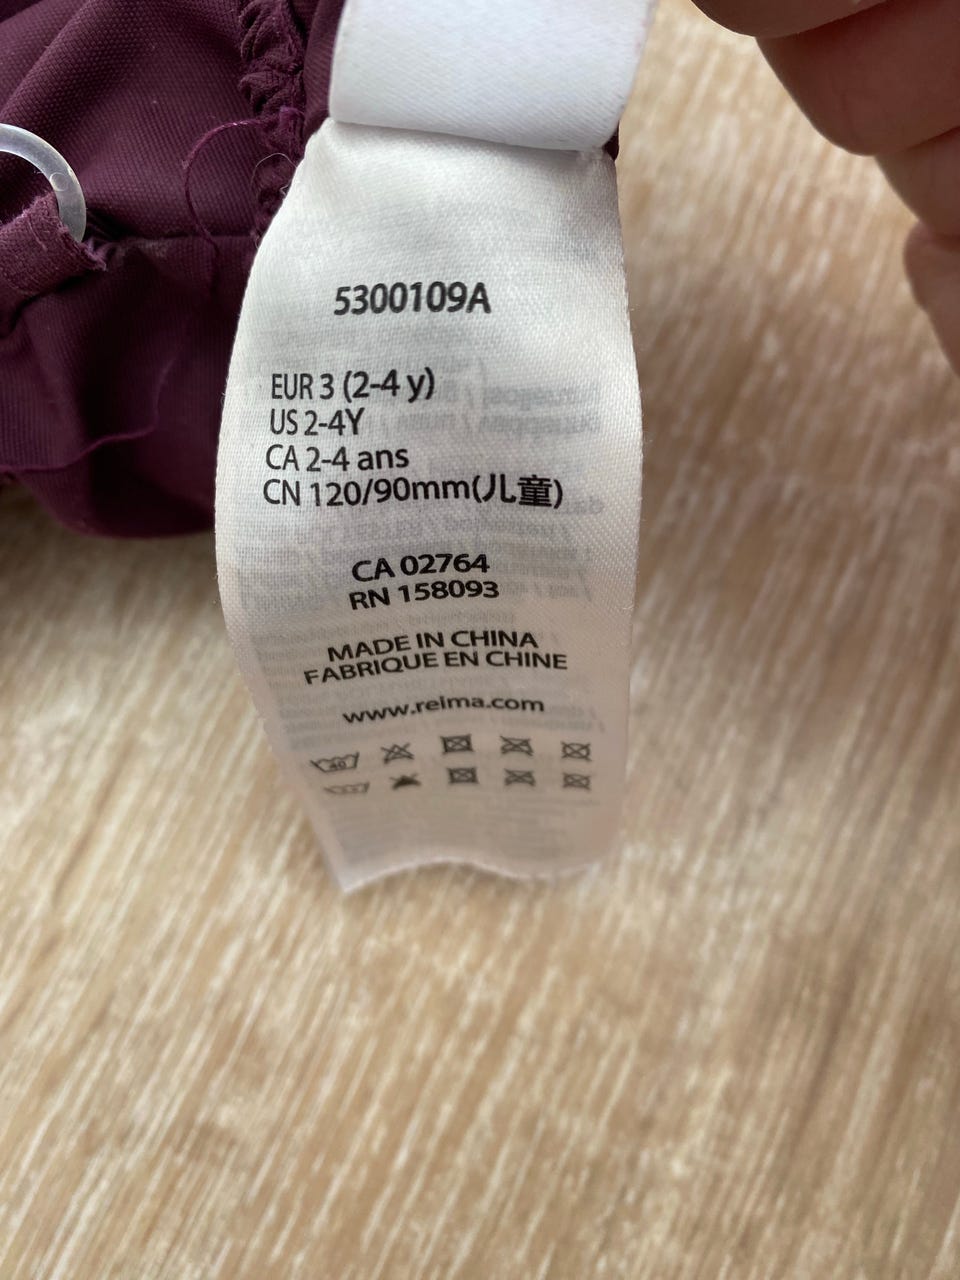 5300109A
EUR 3 (2-4 y)
US 2-4Y
CA 2-4 ans
CN 120/90mm(儿童)
CA 02764
RN 158093
MADE IN CHINA
FABRIQUE EN CHINE
www.reima.com
40